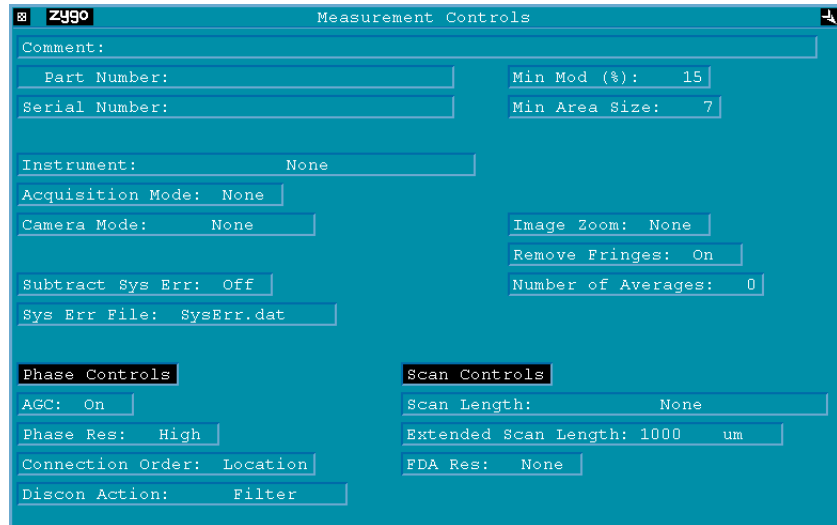 zygo Measurement Controls
Comment:
Part Number: Min Mod (%): 15
Serial Number: Min Area Size: 7
Instrument: None
Acquisition Mode: None
Camera Mode: None Image Zoom: None
Remove Fringes: On
Subtract Sys Err: Off Number of Averages: 0
Sys Err File: SysErr.dat
Phase Controls Scan Controls
AGC: On Scan Length: None
Phase Res: High Extended Scan Length: 1000 um
Connection Order: Location FDA Res: None
Discon Action: Filter